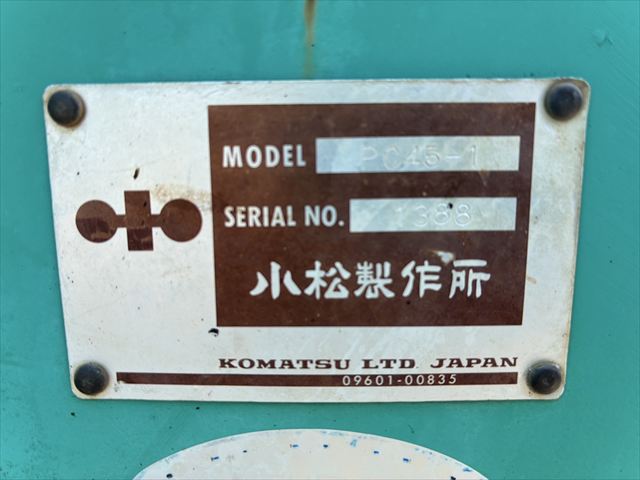 MODEL PC45-1
SERIAL NO. 1388
小松製作所
KOMATSU LTD. JAPAN
09601-00835